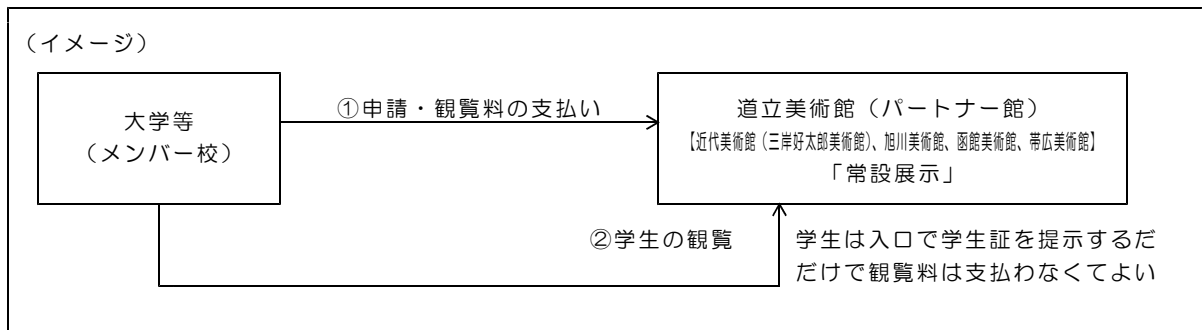 （イメージ）
大学等
（メンバー校）
①申請・観覧料の支払い
道立美術館（パートナー館）
【近代美術館（三岸好太郎美術館）、旭川美術館、函館美術館、帯広美術館】
「常設展示」
②学生の観覧
学生は入口で学生証を提示するだ
だけで観覧料は支払わなくてよい